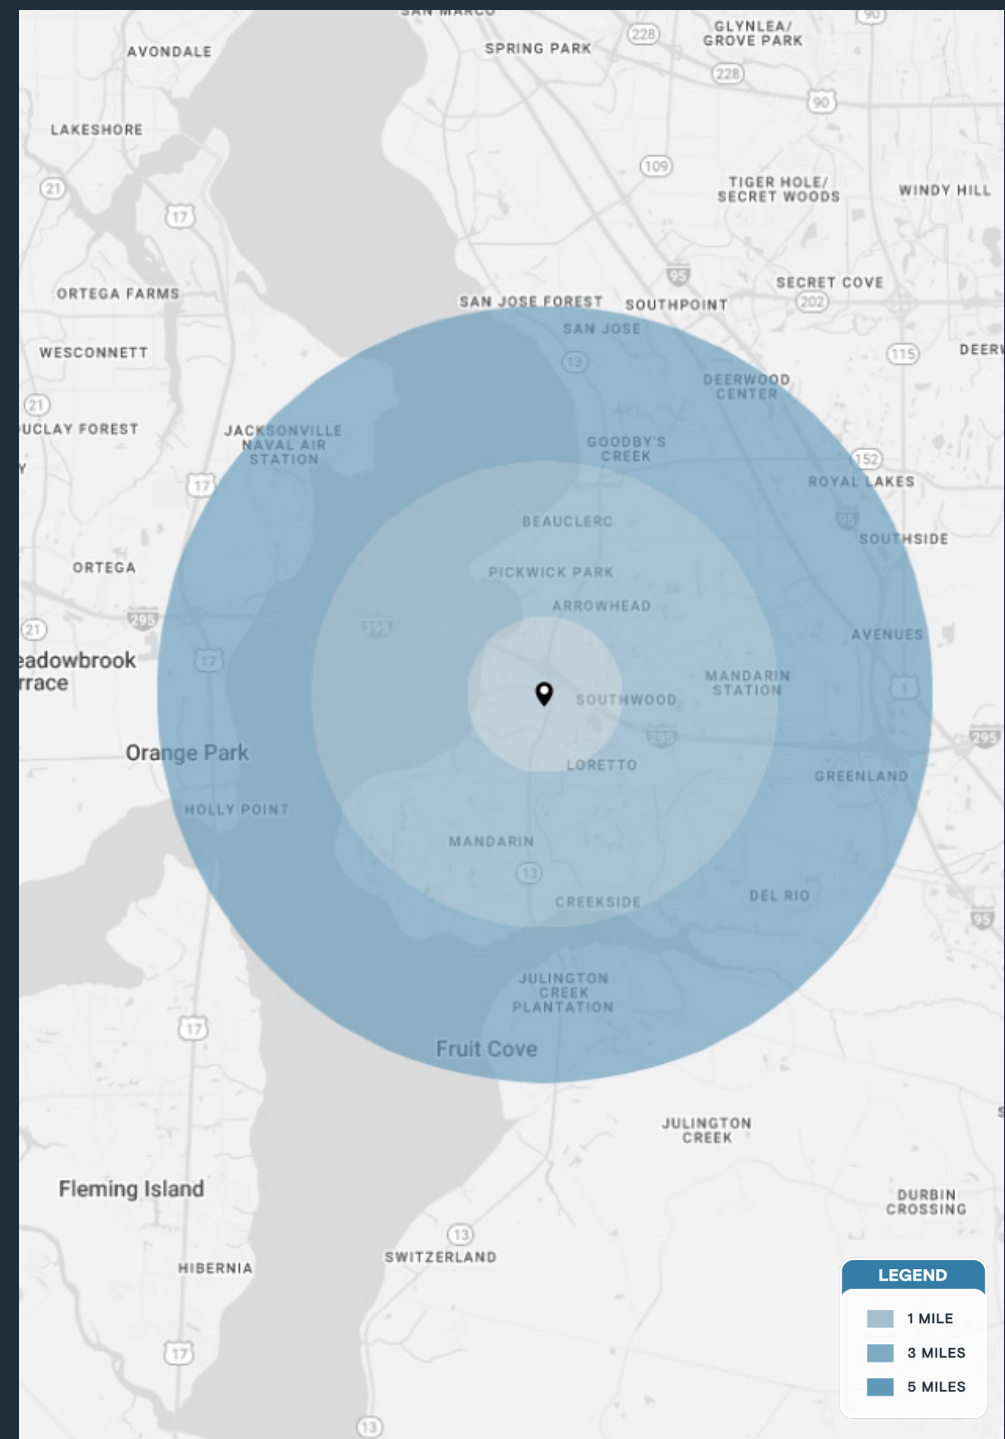 SAN MARCO
90
GLYNLEA/
GROVE PARK
228
AVONDALE
SPRING PARK
228
90
LAKESHORE
109
21
TIGER HOLE/
SECRET WOODS
WINDY HILL
17
95
SECRET COVE
ORTEGA FARMS
SAN JOSE FOREST
SOUTHPOINT
202
SAN JOSE
WESCONNETT
13
115
DEERW
DEERWOOD
CENTER
21
UCLAY FOREST
JACKSONVILLE
NAVAL AIR
STATION
GOODBY'S
CREEK
152
Y
17
ROYAL LAKES
BEAUCLERC
95
SOUTHSIDE
ORTEGA
PICKWICK PARK
ARROWHEAD
295
21
295
AVENUES
eadowbrook
rrace
17
MANDARIN
STATION
SOUTHWOOD
1
295
295
Orange Park
LORETTO
GREENLAND
HOLLY POINT
MANDARIN
13
CREEKSIDE
DEL RIO
95
JULINGTON
CREEK
PLANTATION
17
Fruit Cove
JULINGTON
CREEK
Fleming Island
DURBIN
CROSSING
13
SWITZERLAND
HIBERNIA
LEGEND
1 MILE
3 MILES
5 MILES
17
13